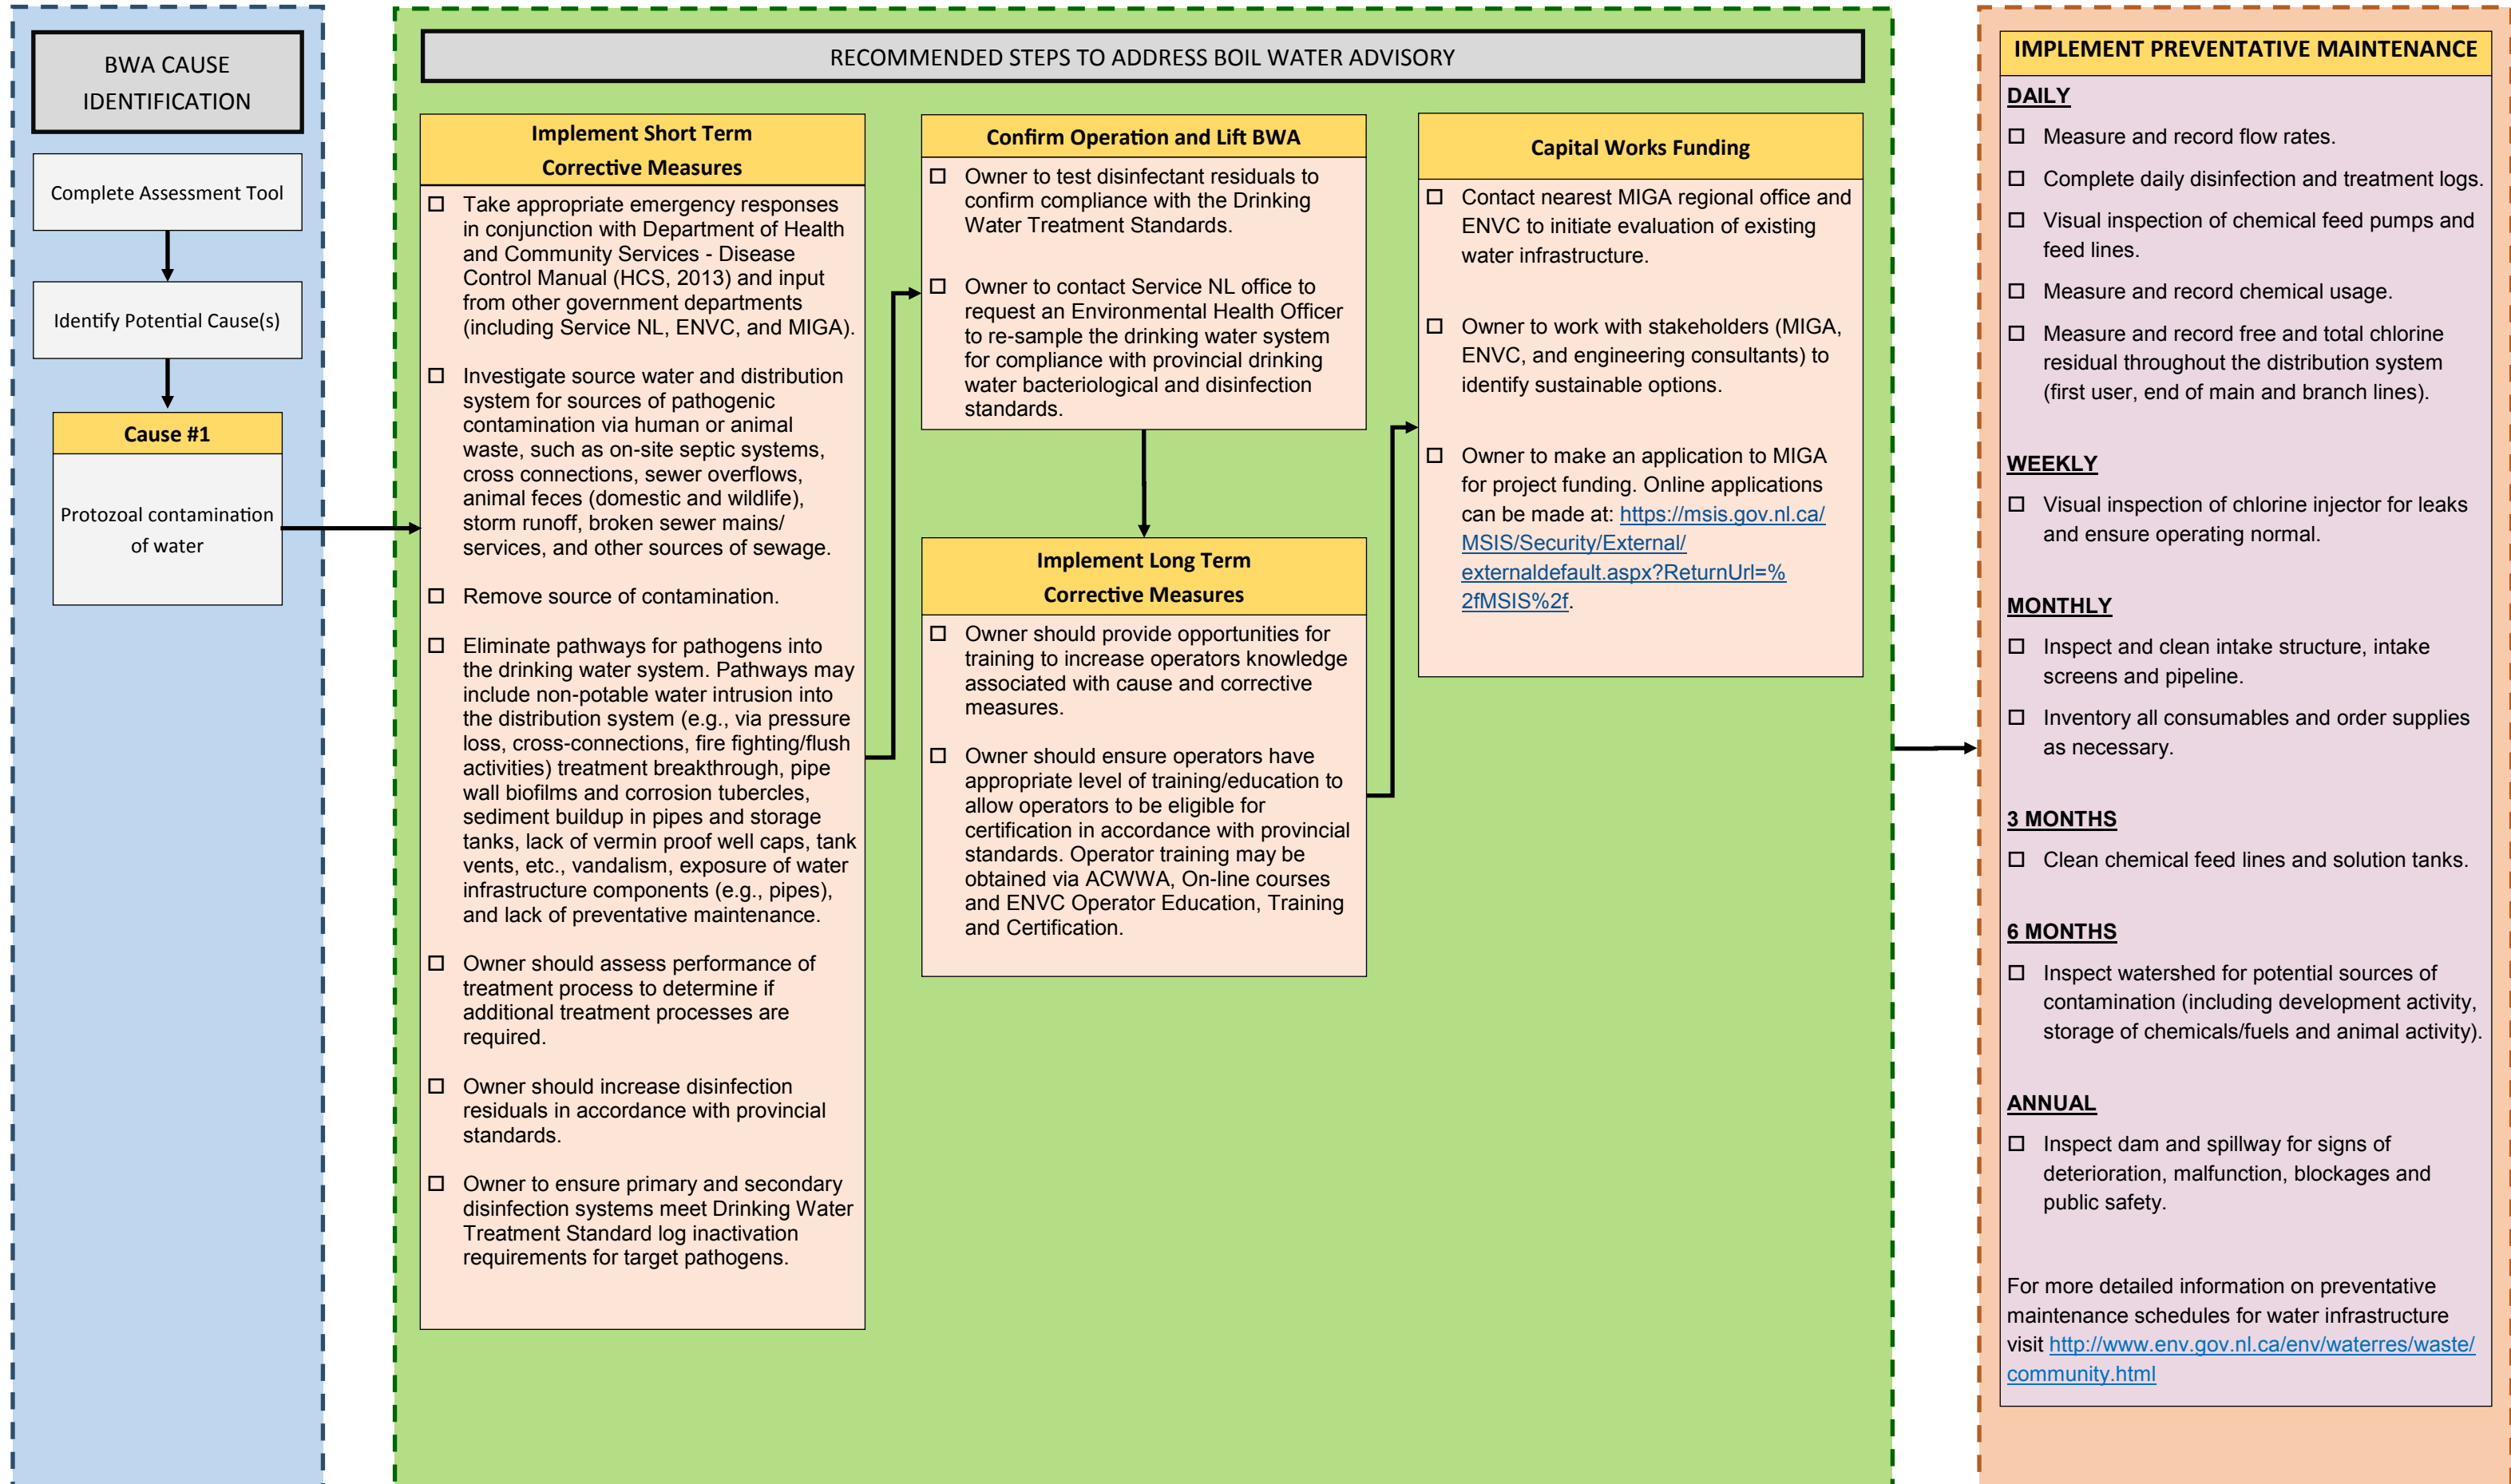 BWA CAUSE
IDENTIFICATION
Complete Assessment Tool
Identify Potential Cause(s)
Cause #1
Protozoal contamination
of water
RECOMMENDED STEPS TO ADDRESS BOIL WATER ADVISORY
Implement Short Term
Corrective Measures
☐ Take appropriate emergency responses
in conjunction with Department of Health
and Community Services - Disease
Control Manual (HCS, 2013) and input
from other government departments
(including Service NL, ENVC, and MIGA).
☐ Investigate source water and distribution
system for sources of pathogenic
contamination via human or animal
waste, such as on-site septic systems,
cross connections, sewer overflows,
animal feces (domestic and wildlife),
storm runoff, broken sewer mains/
services, and other sources of sewage.
☐ Remove source of contamination.
☐ Eliminate pathways for pathogens into
the drinking water system. Pathways may
include non-potable water intrusion into
the distribution system (e.g., via pressure
loss, cross-connections, fire fighting/flush
activities) treatment breakthrough, pipe
wall biofilms and corrosion tubercles,
sediment buildup in pipes and storage
tanks, lack of vermin proof well caps, tank
vents, etc., vandalism, exposure of water
infrastructure components (e.g., pipes),
and lack of preventative maintenance.
☐ Owner should assess performance of
treatment process to determine if
additional treatment processes are
required.
☐ Owner should increase disinfection
residuals in accordance with provincial
standards.
☐ Owner to ensure primary and secondary
disinfection systems meet Drinking Water
Treatment Standard log inactivation
requirements for target pathogens.
Confirm Operation and Lift BWA
☐ Owner to test disinfectant residuals to
confirm compliance with the Drinking
Water Treatment Standards.
☐ Owner to contact Service NL office to
request an Environmental Health Officer
to re-sample the drinking water system
for compliance with provincial drinking
water bacteriological and disinfection
standards.
Implement Long Term
Corrective Measures
☐ Owner should provide opportunities for
training to increase operators knowledge
associated with cause and corrective
measures.
☐ Owner should ensure operators have
appropriate level of training/education to
allow operators to be eligible for
certification in accordance with provincial
standards. Operator training may be
obtained via ACWWA, On-line courses
and ENVC Operator Education, Training
and Certification.
Capital Works Funding
☐ Contact nearest MIGA regional office and
ENVC to initiate evaluation of existing
water infrastructure.
☐ Owner to work with stakeholders (MIGA,
ENVC, and engineering consultants) to
identify sustainable options.
☐ Owner to make an application to MIGA
for project funding. Online applications
can be made at: https://msis.gov.nl.ca/
MSIS/Security/External/
externaldefault.aspx?ReturnUrl=%
2fMSIS%2f.
IMPLEMENT PREVENTATIVE MAINTENANCE
DAILY
☐ Measure and record flow rates.
☐ Complete daily disinfection and treatment logs.
☐ Visual inspection of chemical feed pumps and
feed lines.
☐ Measure and record chemical usage.
☐ Measure and record free and total chlorine
residual throughout the distribution system
(first user, end of main and branch lines).
WEEKLY
☐ Visual inspection of chlorine injector for leaks
and ensure operating normal.
MONTHLY
☐ Inspect and clean intake structure, intake
screens and pipeline.
☐ Inventory all consumables and order supplies
as necessary.
3 MONTHS
☐ Clean chemical feed lines and solution tanks.
6 MONTHS
☐ Inspect watershed for potential sources of
contamination (including development activity,
storage of chemicals/fuels and animal activity).
ANNUAL
☐ Inspect dam and spillway for signs of
deterioration, malfunction, blockages and
public safety.
For more detailed information on preventative
maintenance schedules for water infrastructure
visit http://www.env.gov.nl.ca/env/waterres/waste/
community.html